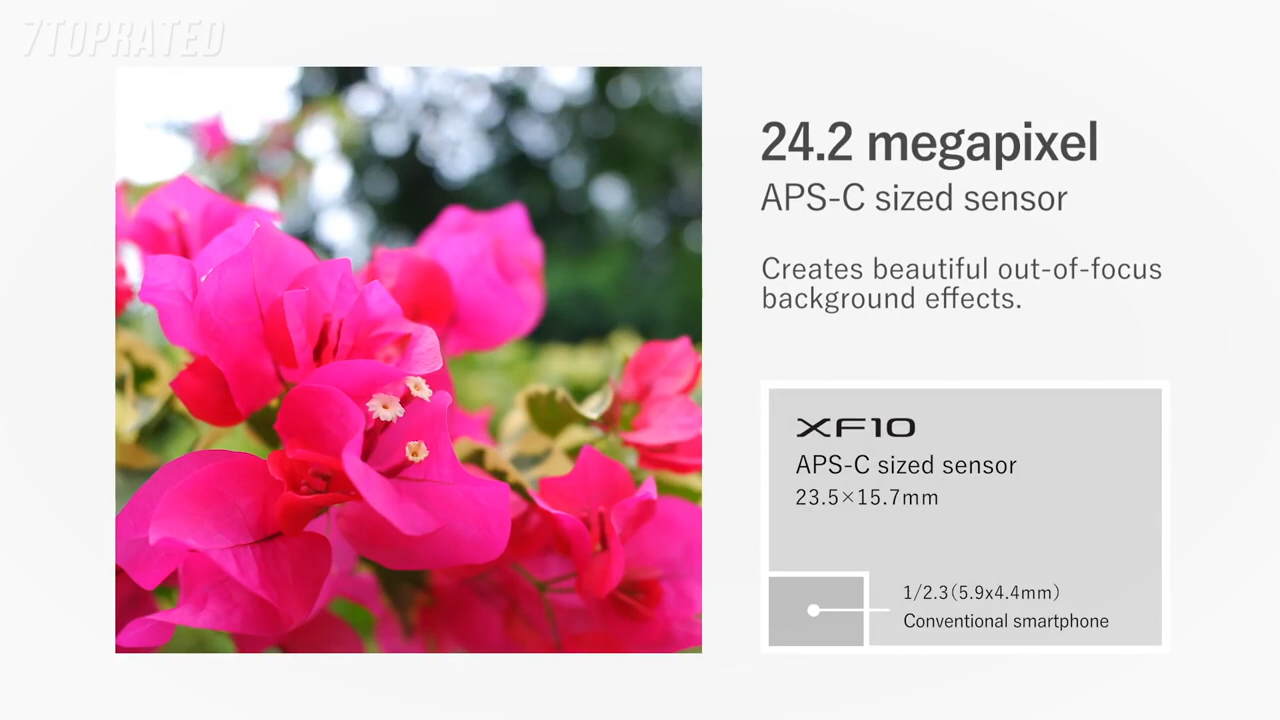 7TOPRATED
24.2 megapixel
APS-C sized sensor
Creates beautiful out-of-focus
background effects.
XF10
APS-C sized sensor
23.5×15.7mm
1/2.3(5.9x4.4mm)
Conventional smartphone